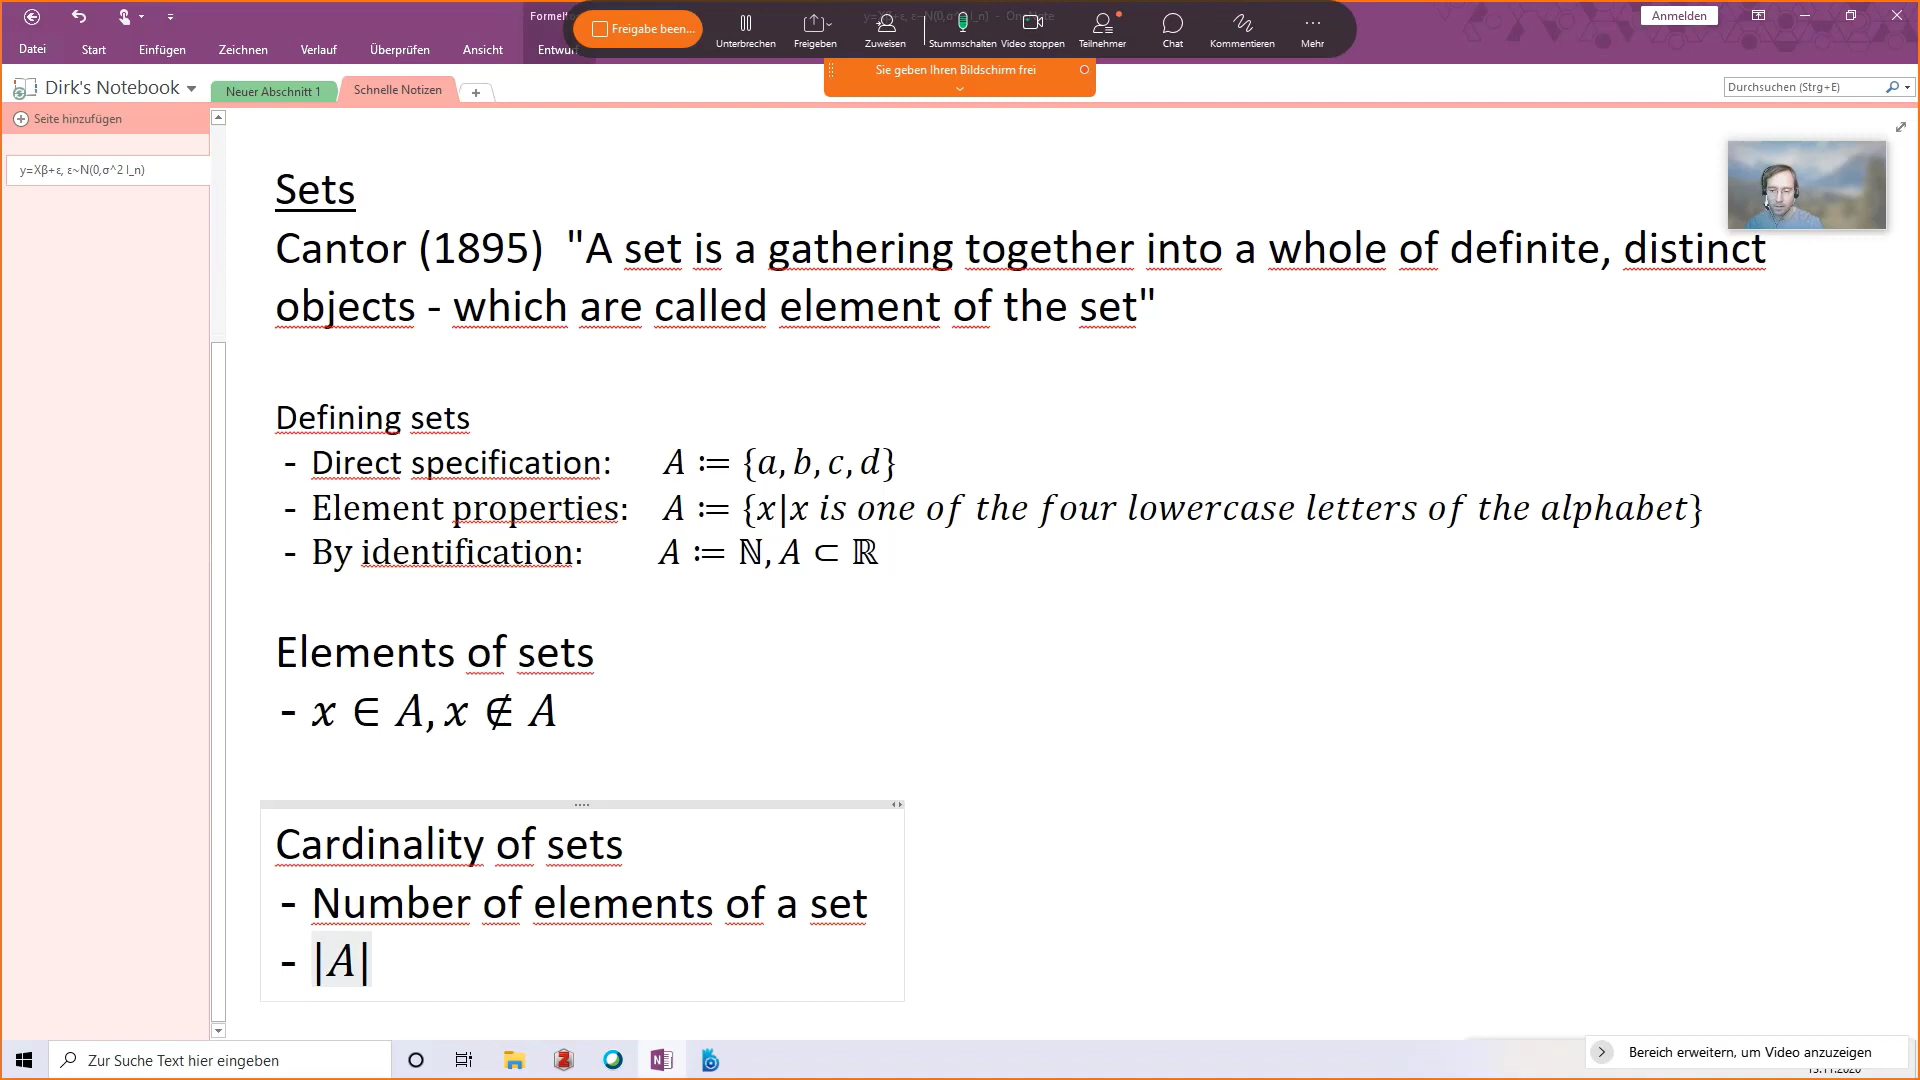 Anmelden
Datei Start Einfügen Zeichnen Verlauf Überprüfen Ansicht
Freigabe been...
Unterbrechen Freigeben Zuweisen Stummschalten Video stoppen Teilnehmer Chat Kommentieren Mehr
Sie geben Ihren Bildschirm frei
Dirk's Notebook
Neuer Abschnitt 1
Schnelle Notizen
Durchsuchen (Strg+E)
Seite hinzufügen
y=Xβ+ε, ε~N(0,σ^2 I_n)
Sets
Cantor (1895) "A set is a gathering together into a whole of definite, distinct
objects - which are called element of the set"
Defining sets
- Direct specification: A ≔ {a, b, c, d}
- Element properties: A ≔ {x|x is one of the four lowercase letters of the alphabet}
- By identification: A ≔ ℕ, A ⊂ ℝ
Elements of sets
- x ∈ A, x ∉ A
Cardinality of sets
- Number of elements of a set
- |A|
Zur Suche Text hier eingeben
Bereich erweitern, um Video anzuzeigen